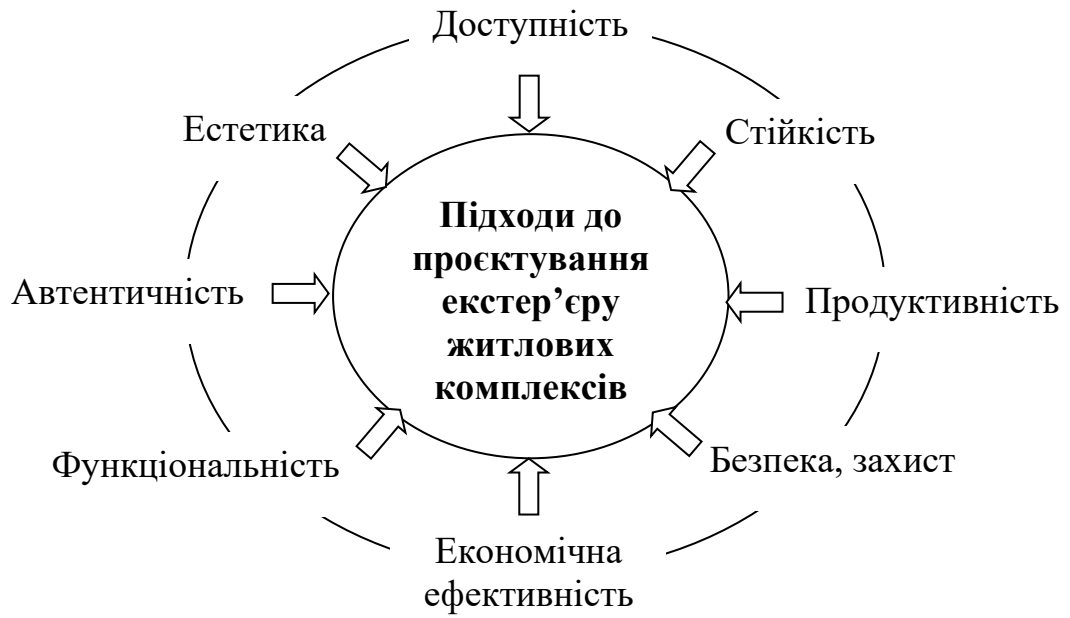 Доступність
Естетика
Стійкість
Підходи до
проєктування
екстер’єру
житлових
комплексів
Автентичність
Продуктивність
Функціональність
Безпека, захист
Економічна
ефективність